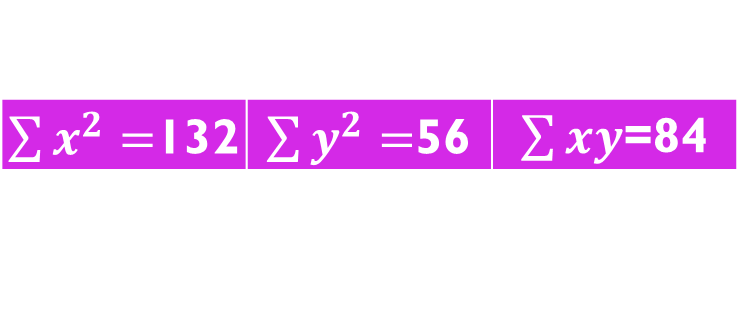 ∑ x² = 132 ∑ y² = 56 ∑ xy=84